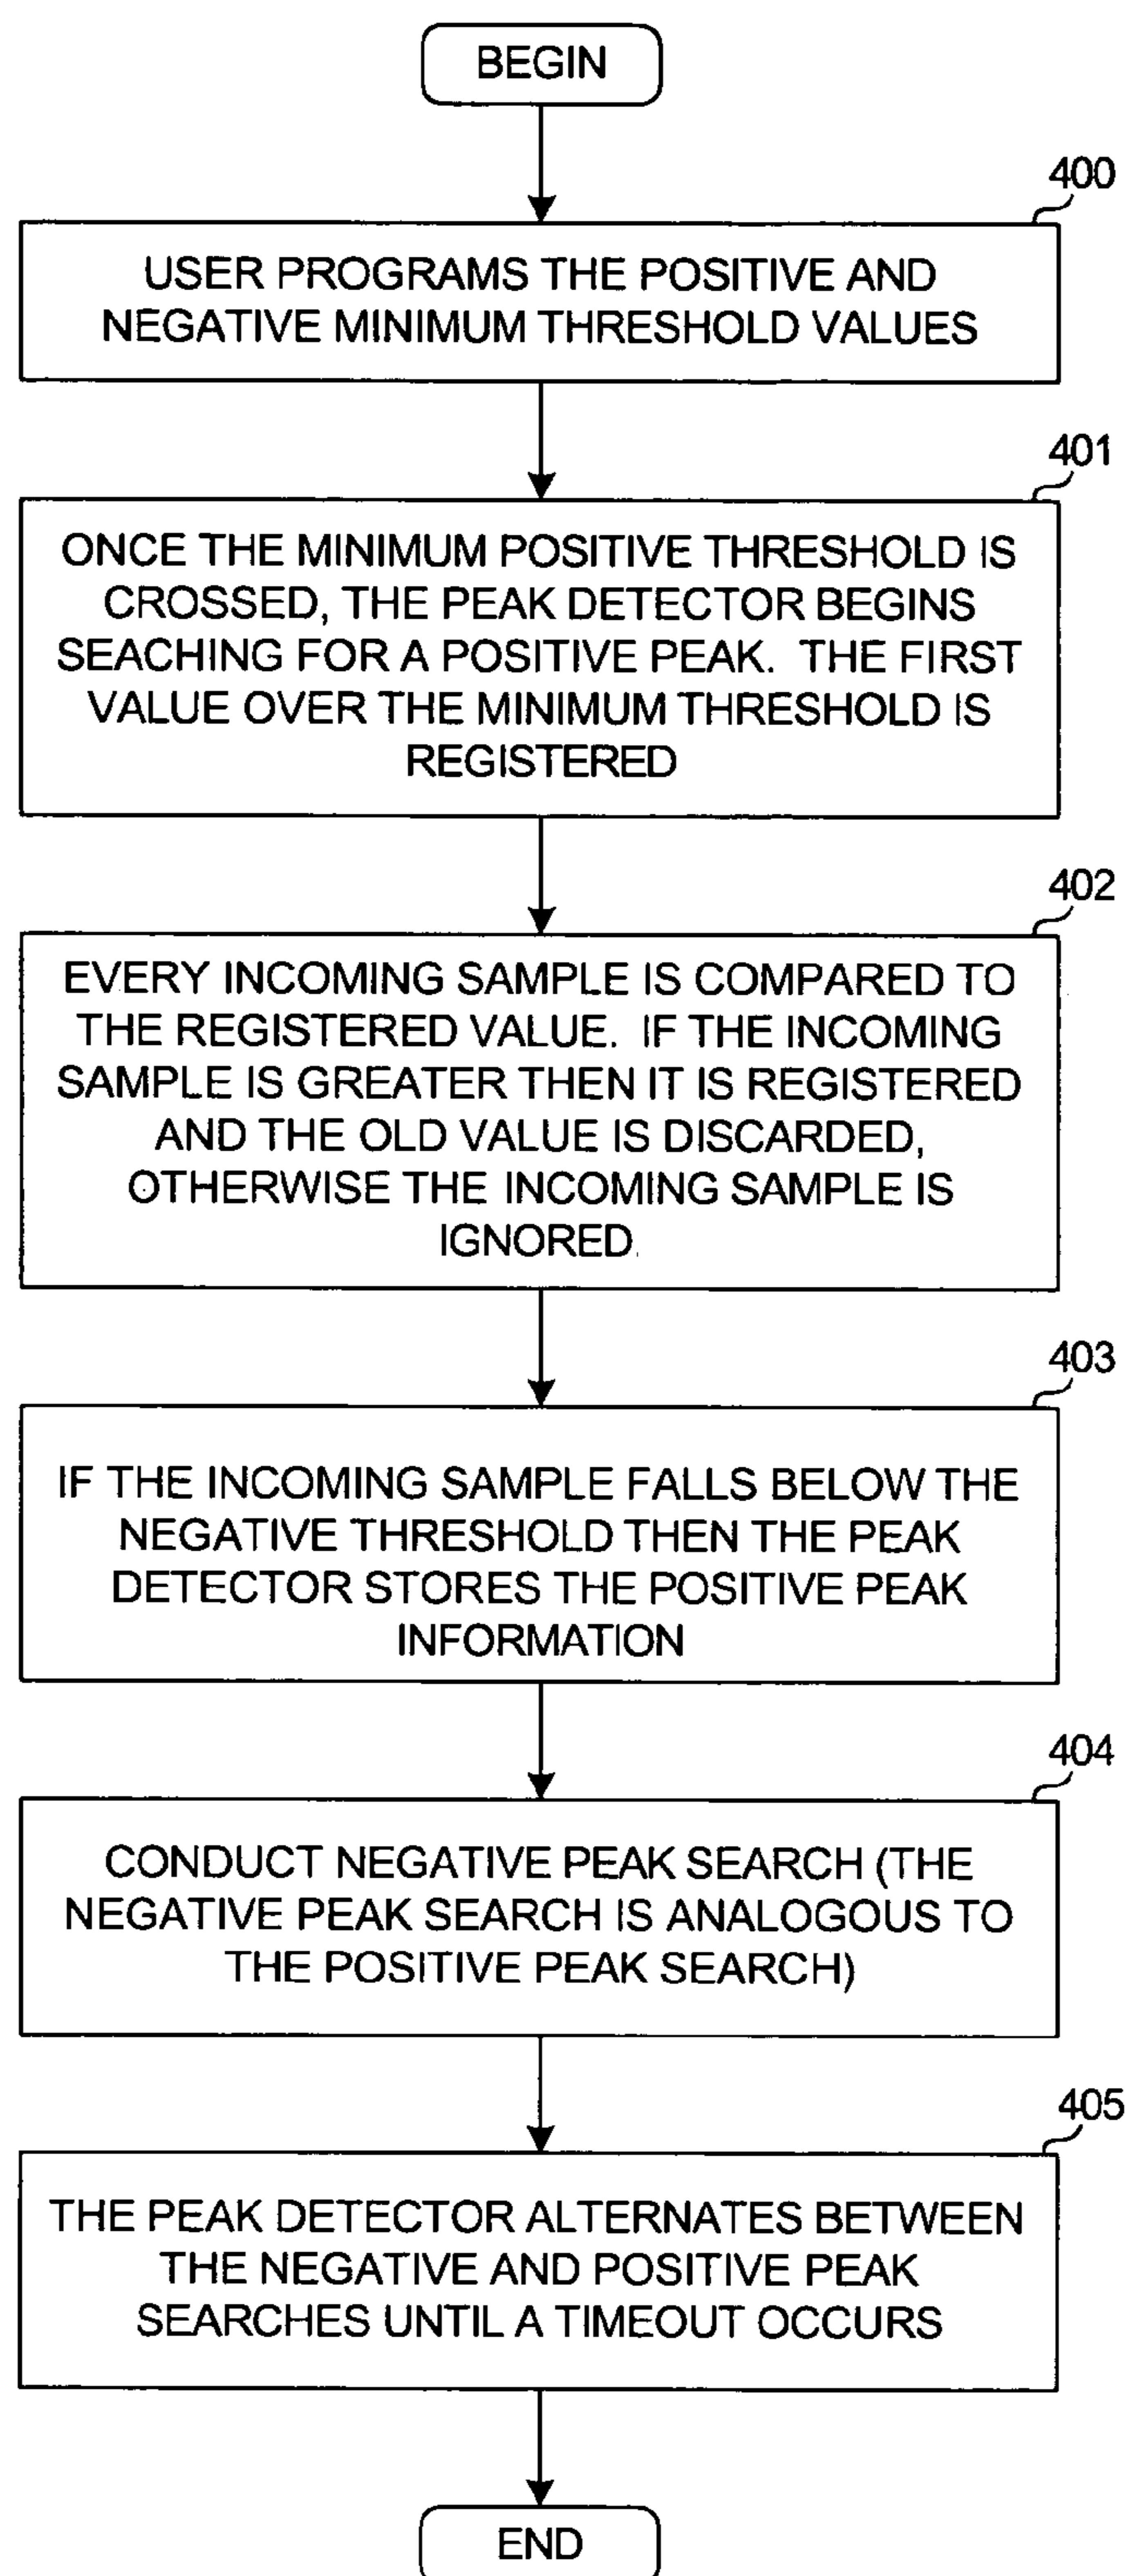 BEGIN
400
USER PROGRAMS THE POSITIVE AND
NEGATIVE MINIMUM THRESHOLD VALUES
401
ONCE THE MINIMUM POSITIVE THRESHOLD IS
CROSSED, THE PEAK DETECTOR BEGINS
SEACHING FOR A POSITIVE PEAK. THE FIRST
VALUE OVER THE MINIMUM THRESHOLD IS
REGISTERED
402
EVERY INCOMING SAMPLE IS COMPARED TO
THE REGISTERED VALUE. IF THE INCOMING
SAMPLE IS GREATER THEN IT IS REGISTERED
AND THE OLD VALUE IS DISCARDED,
OTHERWISE THE INCOMING SAMPLE IS
IGNORED.
403
IF THE INCOMING SAMPLE FALLS BELOW THE
NEGATIVE THRESHOLD THEN THE PEAK
DETECTOR STORES THE POSITIVE PEAK
INFORMATION
404
CONDUCT NEGATIVE PEAK SEARCH (THE
NEGATIVE PEAK SEARCH IS ANALOGOUS TO
THE POSITIVE PEAK SEARCH)
405
THE PEAK DETECTOR ALTERNATES BETWEEN
THE NEGATIVE AND POSITIVE PEAK
SEARCHES UNTIL A TIMEOUT OCCURS
END